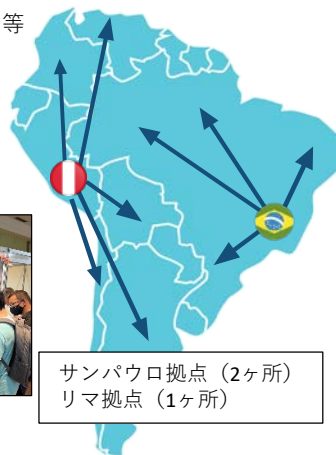 等
サンパウロ拠点（2ヶ所）
リマ拠点（1ヶ所）